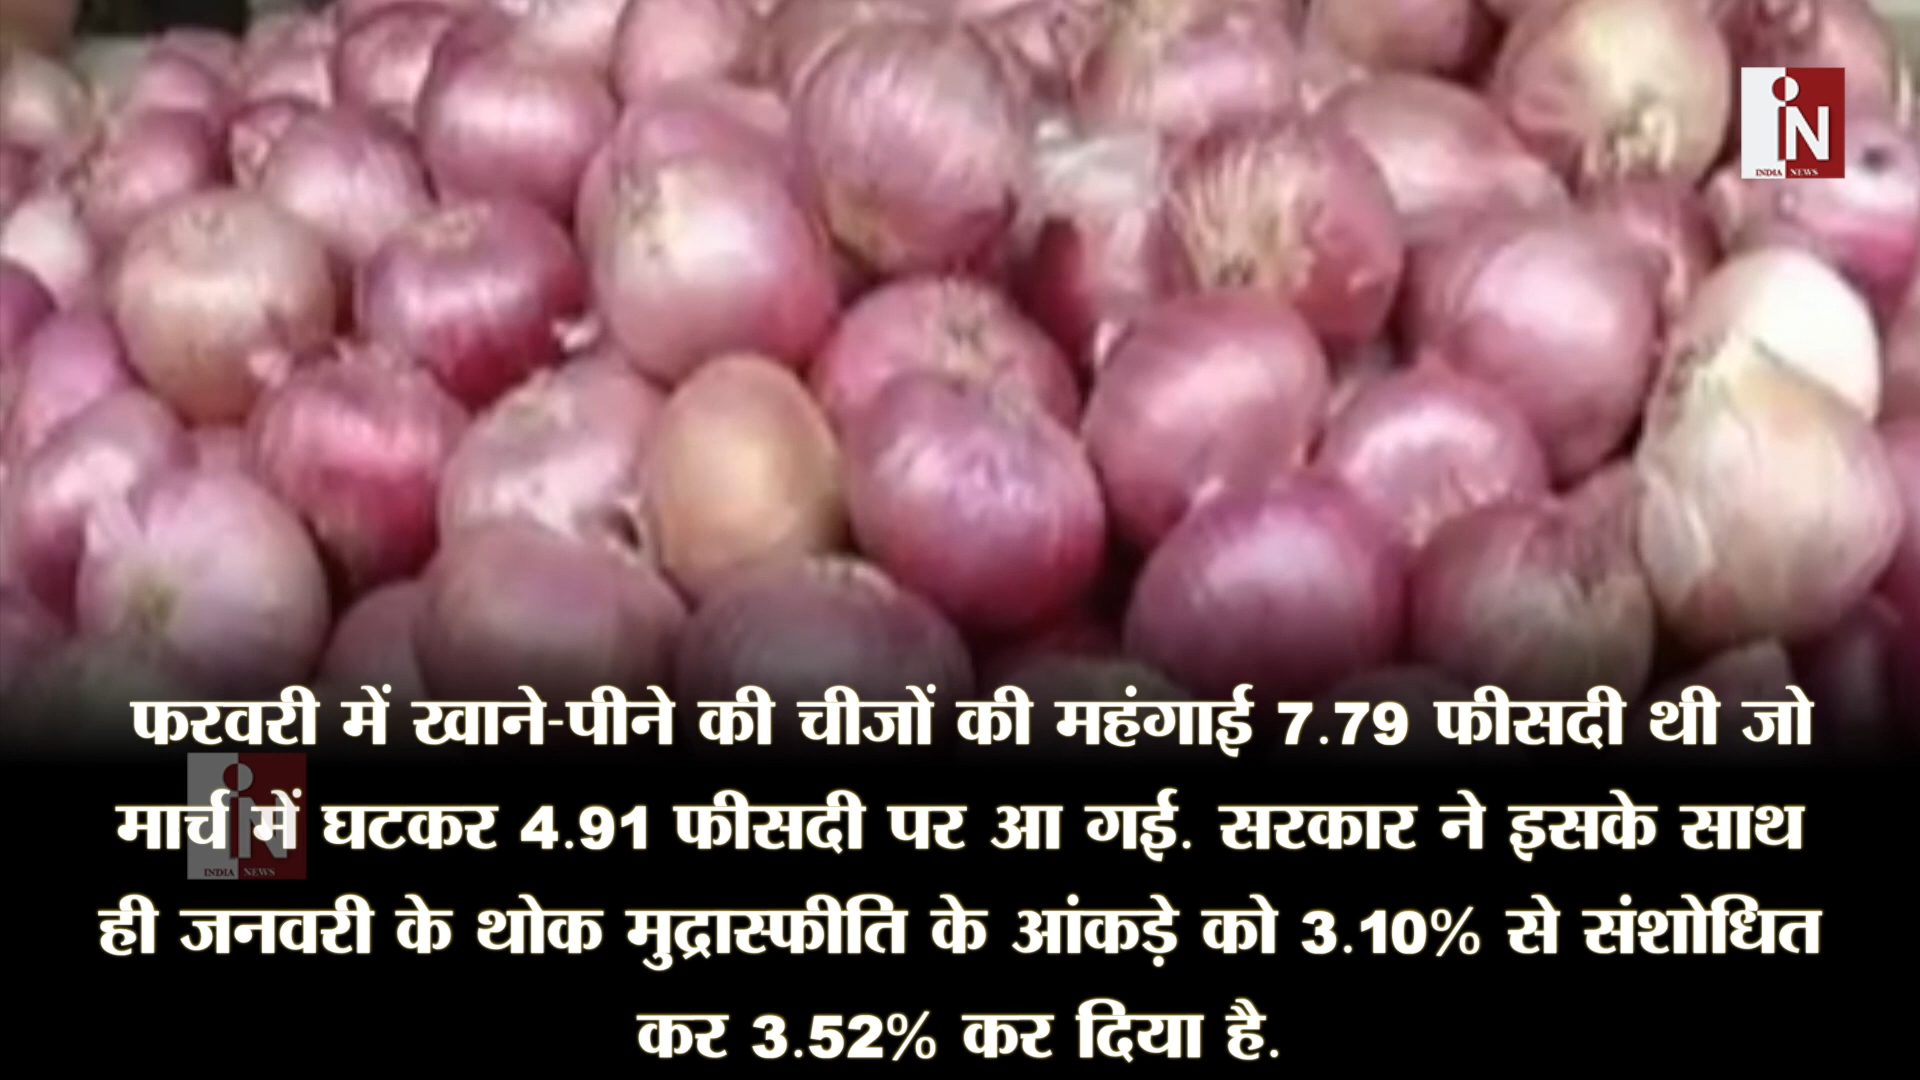 IN
INDIA NEWS
फरवरी में खाने-पीने की चीजों की महंगाई 7.79 फीसदी थी जो
मार्च में घटकर 4.91 फीसदी पर आ गई. सरकार ने इसके साथ
ही जनवरी के थोक मुद्रास्फीति के आंकड़े को 3.10% से संशोधित
कर 3.52% कर दिया है.
IN
INDIA NEWS